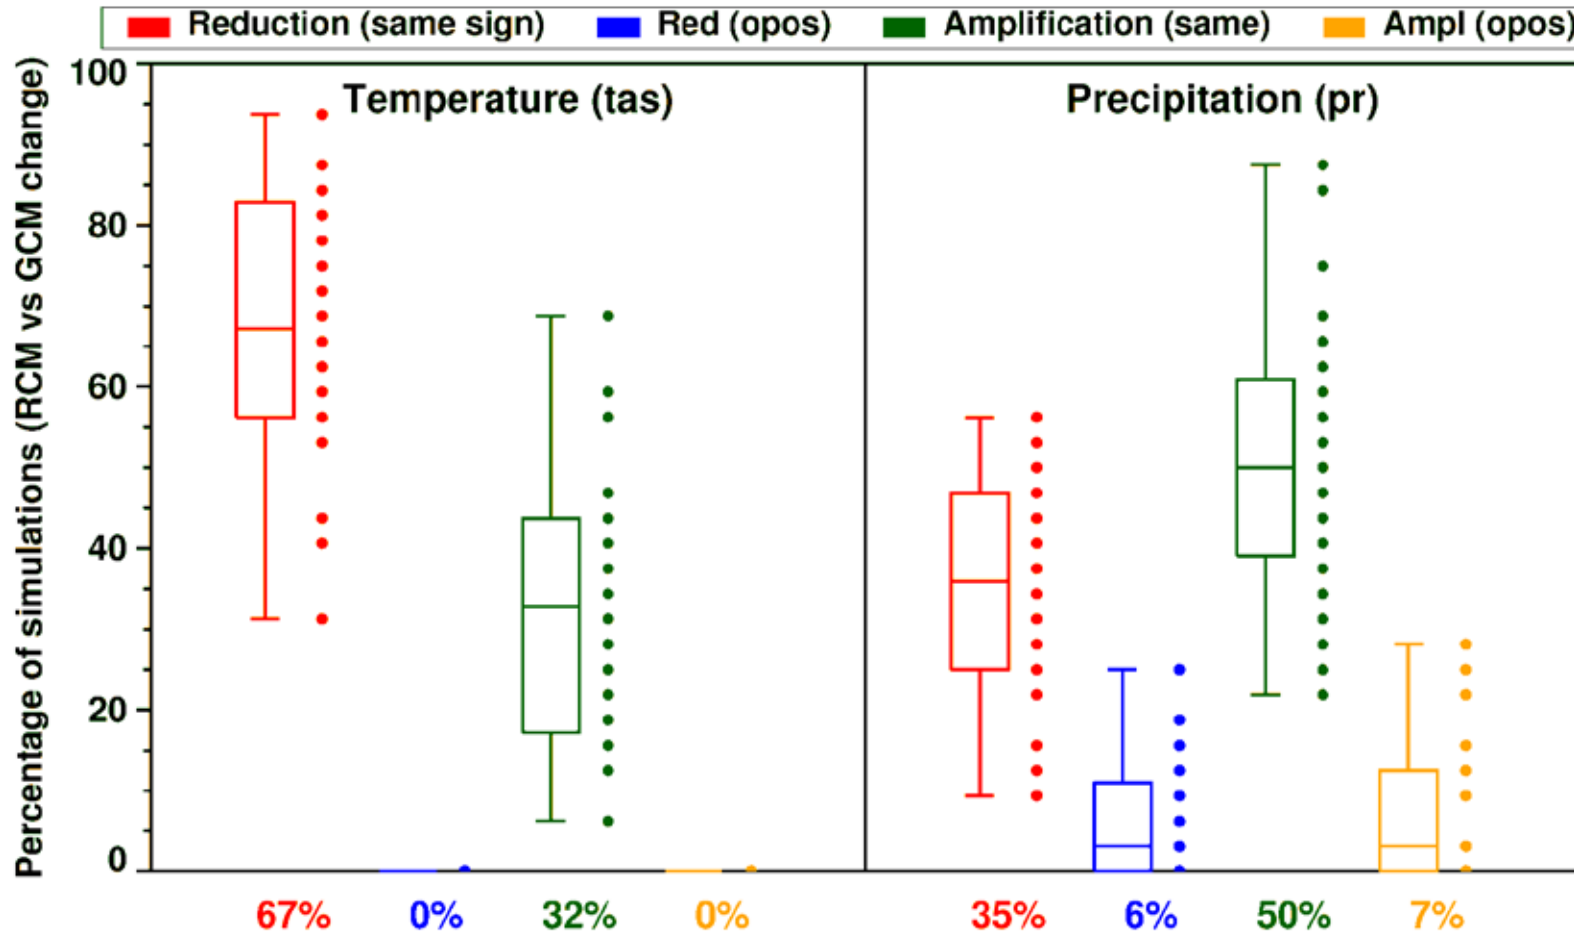 Reduction (same sign) Red (opos) Amplification (same) Ampl (opos)
Temperature (tas) Precipitation (pr)
Percentage of simulations (RCM vs GCM change)
100
80
60
40
20
0
67% 0% 32% 0% 35% 6% 50% 7%